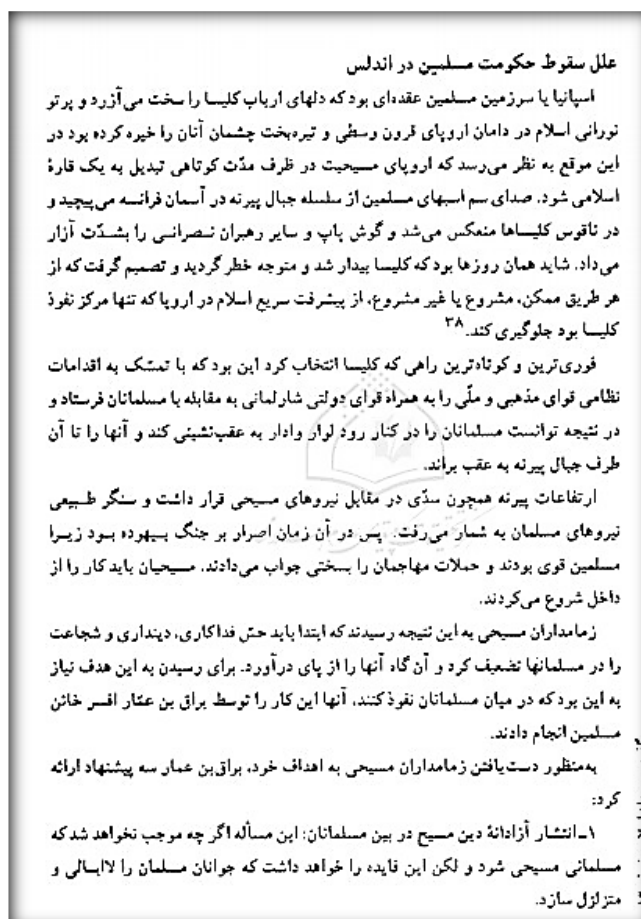 علل سقوط حکومت مسلمین در اندلس
اسپانیا یا سرزمین مسلمین عقده‌ای بود که دلهای ارباب کلیسا را سخت می‌آزرد و پرتو
نورانی اسلام در دامان اروپای قرون وسطی و تیره‌بخت چشمان آنان را خیره کرده بود در
این موقع به نظر می‌رسد که اروپای مسیحیت در ظرف مدّت کوتاهی تبدیل به یک قارهٔ
اسلامی شود. صدای سم اسبهای مسلمین از سلسله جبال پیرنه در آسمان فرانسه می‌پیچید و
در ناقوس کلیساها منعکس می‌شد و گوش پاپ و سایر رهبران نصرانی را بشدّت آزار
می‌داد. شاید همان روزها بود که کلیسا بیدار شد و متوجه خطر گردید و تصمیم گرفت که از
هر طریق ممکن، مشروع یا غیر مشروع، از پیشرفت سریع اسلام در اروپا که تنها مرکز نفوذ
کلیسا بود جلوگیری کند.۳۸
فوری‌ترین و کوتاه‌ترین راهی که کلیسا انتخاب کرد این بود که با تمسّک به اقدامات
نظامی قوای مذهبی و ملّی را به همراه قوای دولتی شارلمانی به مقابله با مسلمانان فرستاد و
در نتیجه توانست مسلمانان را در کنار رود لوار وادار به عقب‌نشینی کند و آنها را تا آن
طرف جبال پیرنه به عقب براند.
ارتفاعات پیرنه همچون سدّی در مقابل نیروهای مسیحی قرار داشت و سنگر طبیعی
نیروهای مسلمان به شمار می‌رفت. پس در آن زمان اصرار بر جنگ بیهوده بود زیرا
مسلمین قوی بودند و حملات مهاجمان را بسختی جواب می‌دادند. مسیحیان باید کار را از
داخل شروع می‌کردند.
زمامداران مسیحی به این نتیجه رسیدند که ابتدا باید حسّ فداکاری، دینداری و شجاعت
را در مسلمانها تضعیف کرد و آن گاه آنها را از پای درآورد. برای رسیدن به این هدف نیاز
به این بود که در میان مسلمانان نفوذ کنند. آنها این کار را توسط براق بن عمّار افسر خائن
مسلمین انجام دادند.
به‌منظور دست‌یافتن زمامداران مسیحی به اهداف خود، براق‌بن عمار سه پیشنهاد ارائه
کرد:
۱ـ انتشار آزادانهٔ دین مسیح در بین مسلمانان: این مسأله اگر چه موجب نخواهد شد که
مسلمانی مسیحی شود و لکن این فایده را خواهد داشت که جوانان مسلمان را لاابالی و
متزلزل سازد.